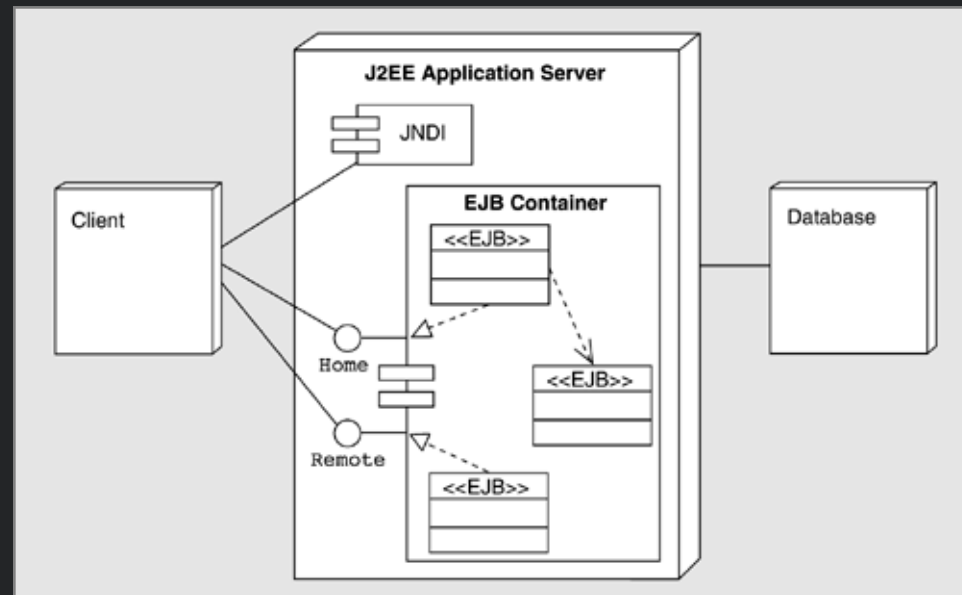 J2EE Application Server
JNDI
Client
EJB Container
Database
<<EJB>>
Home
<<EJB>>
Remote
<<EJB>>